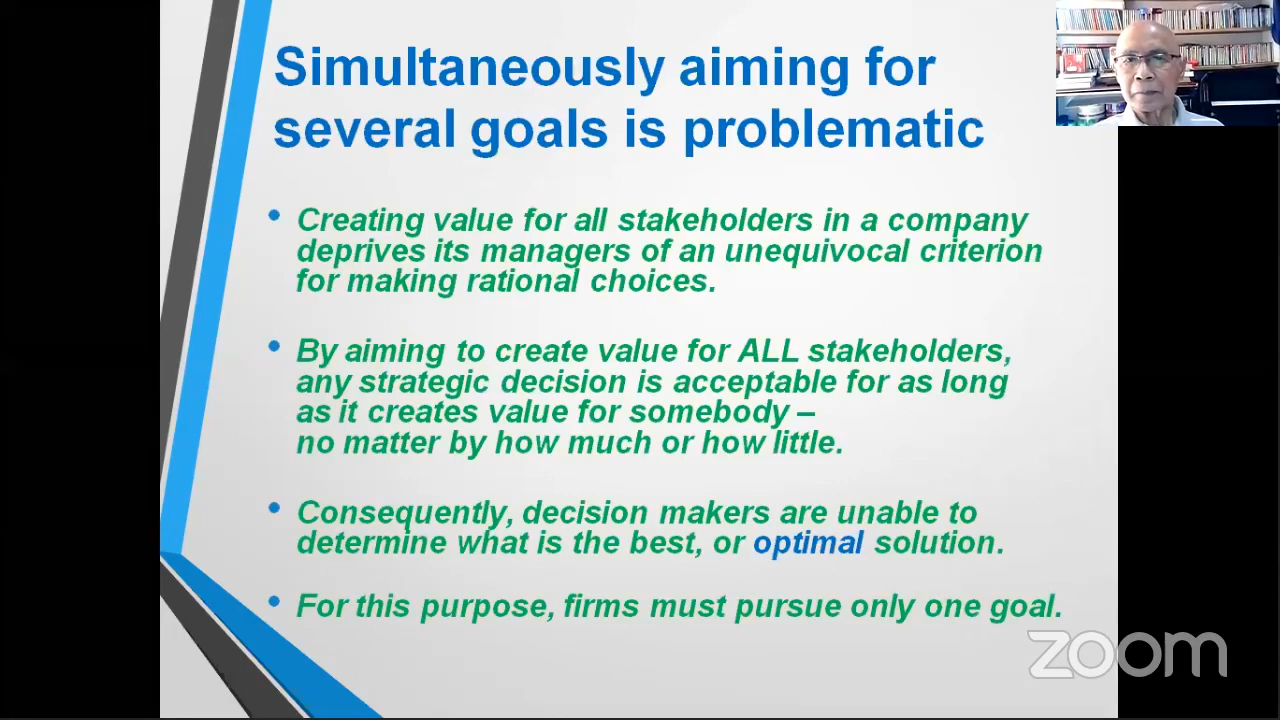 Simultaneously aiming for
several goals is problematic
• Creating value for all stakeholders in a company
deprives its managers of an unequivocal criterion
for making rational choices.
• By aiming to create value for ALL stakeholders,
any strategic decision is acceptable for as long
as it creates value for somebody –
no matter by how much or how little.
• Consequently, decision makers are unable to
determine what is the best, or optimal solution.
• For this purpose, firms must pursue only one goal.
zoom